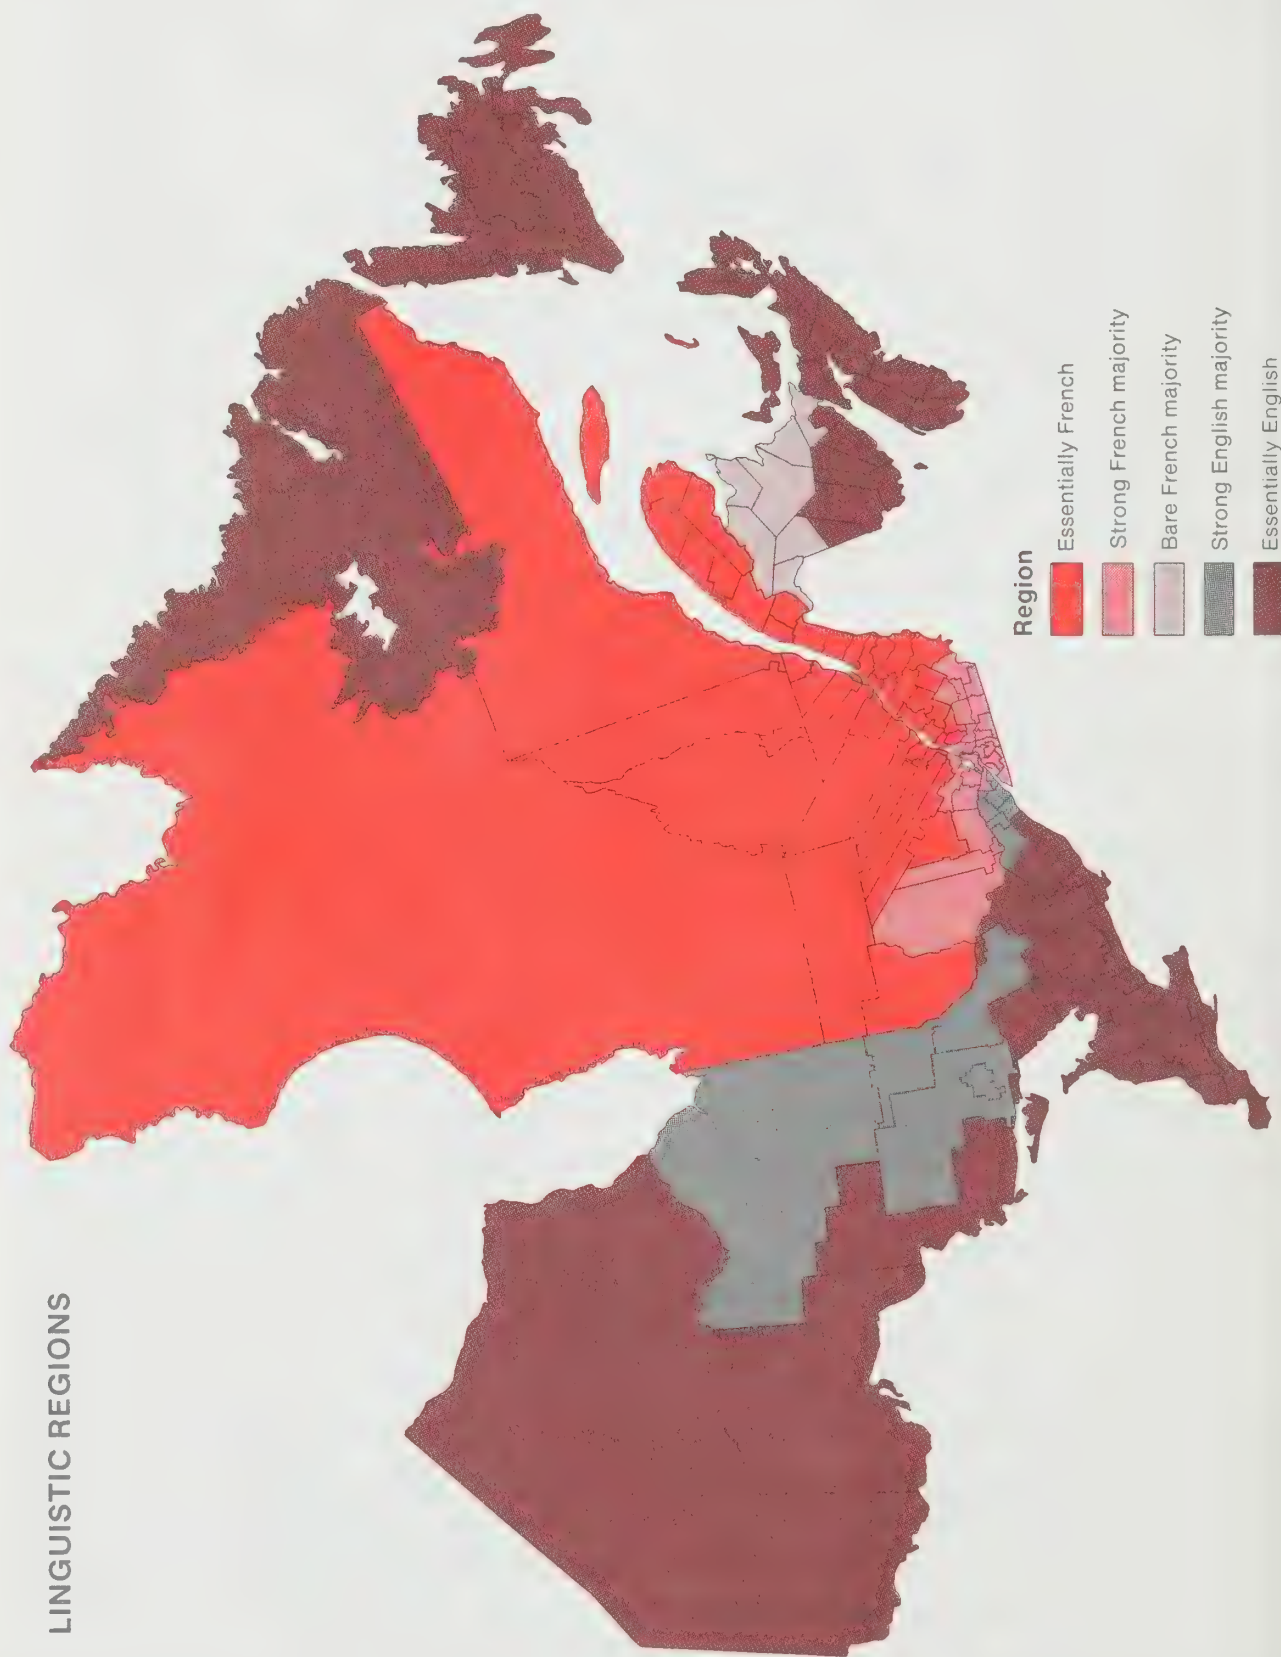 LINGUISTIC REGIONS
Region
Essentially French
Strong French majority
Bare French majority
Strong English majority
Essentially English